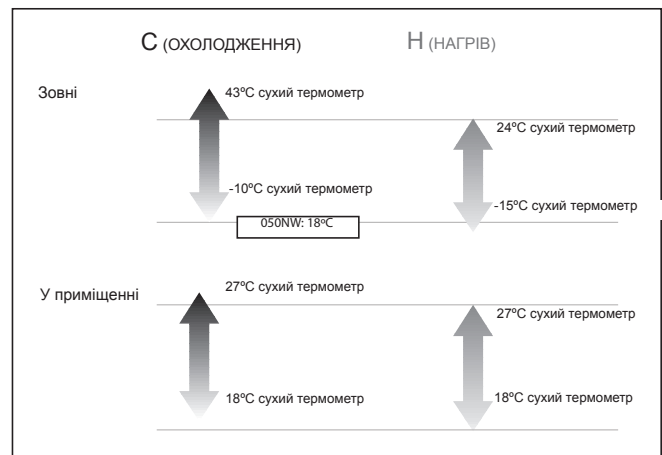 C (ОХОЛОДЖЕННЯ) H (НАГРІВ)
Зовні
43ºC сухий термометр
24ºC сухий термометр
-10ºC сухий термометр
-15ºC сухий термометр
050NW: 18ºC
У приміщенні
27ºC сухий термометр
27ºC сухий термометр
18ºC сухий термометр
18ºC сухий термометр